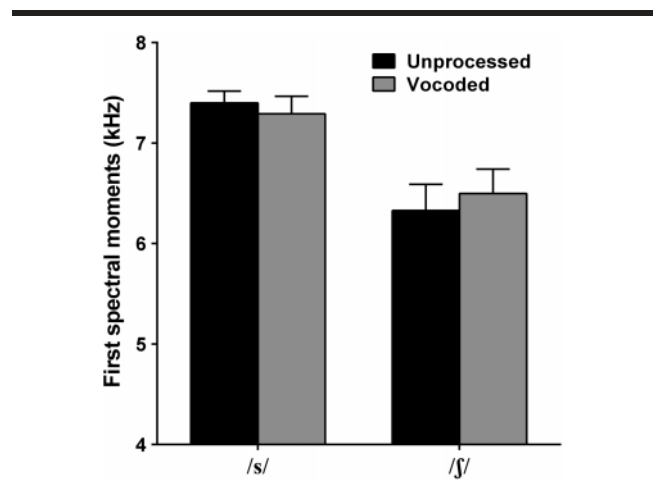 8
Unprocessed
Vocoded
7
6
5
4
First spectral moments (kHz)
/s/ /ʃ/